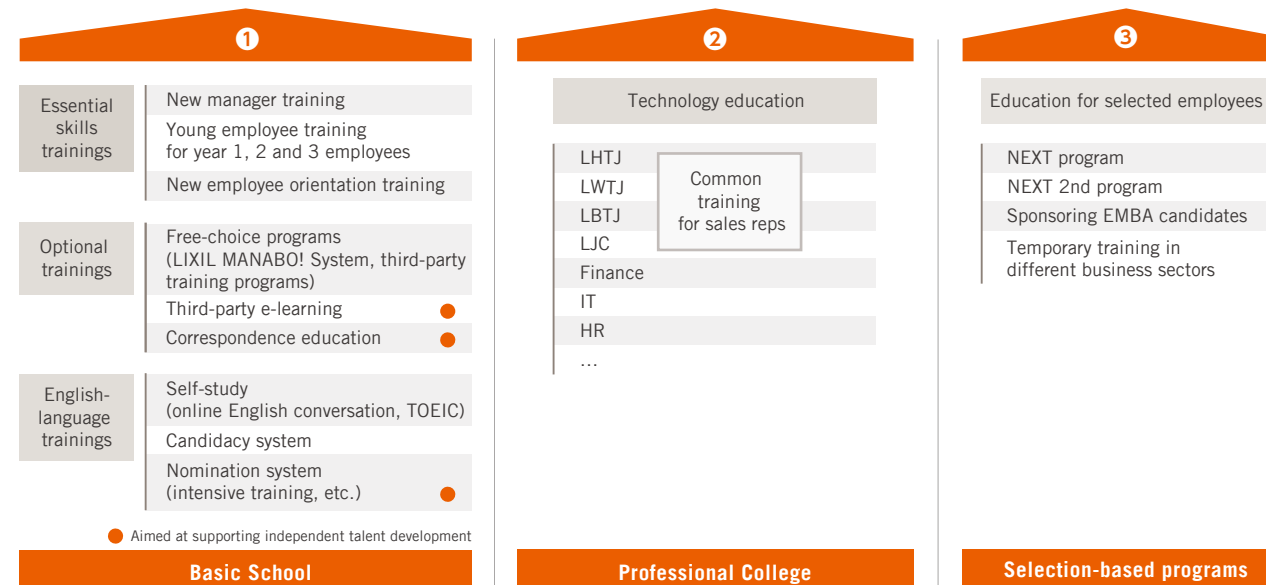 1
Essential
skills
trainings
New manager training
Young employee training
for year 1, 2 and 3 employees
New employee orientation training
Optional
trainings
Free-choice programs
(LIXIL MANABO! System, third-party
training programs)
Third-party e-learning
Correspondence education
English-
language
trainings
Self-study
(online English conversation, TOEIC)
Candidacy system
Nomination system
(intensive training, etc.)
Aimed at supporting independent talent development
Basic School
2
Technology education
LHTJ
LWTJ
LBTJ
LJC
Finance
IT
HR
…
Common
training
for sales reps
Professional College
3
Education for selected employees
NEXT program
NEXT 2nd program
Sponsoring EMBA candidates
Temporary training in
different business sectors
Selection-based programs